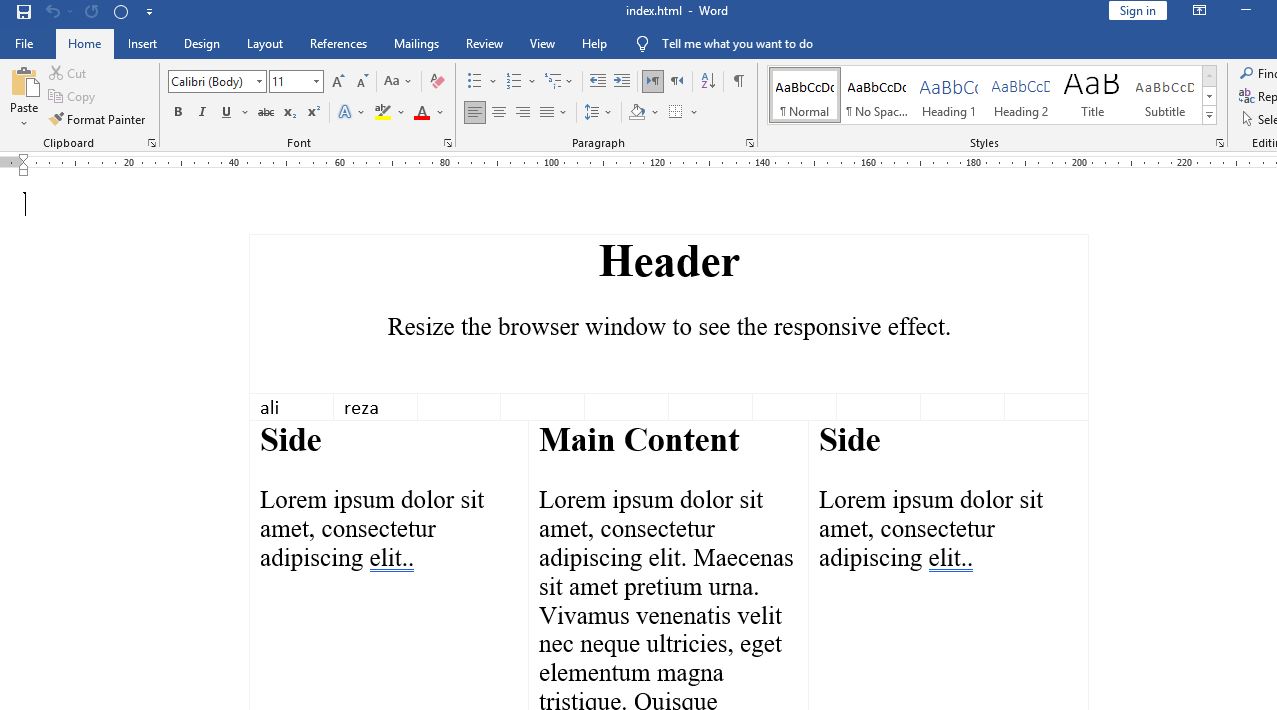 index.html - Word
Sign in
File Home Insert Design Layout References Mailings Review View Help Tell me what you want to do
Paste
Cut
Copy
Format Painter
Clipboard
Calibri (Body) 11
Aa
B I U abc x₂ x²
Font
Paragraph
AaBbCcDc AaBbCcDc AaBbCc AaBbCcD AaB AaBbCcD
¶ Normal ¶ No Spac... Heading 1 Heading 2 Title Subtitle
Styles
20 40 60 80 100 120 140 160 180 200 220
Header
Resize the browser window to see the responsive effect.
ali reza
Side
Lorem ipsum dolor sit
amet, consectetur
adipiscing elit..
Main Content
Lorem ipsum dolor sit
amet, consectetur
adipiscing elit. Maecenas
sit amet pretium urna.
Vivamus venenatis velit
nec neque ultricies, eget
elementum magna
tristique. Quisque
Side
Lorem ipsum dolor sit
amet, consectetur
adipiscing elit..